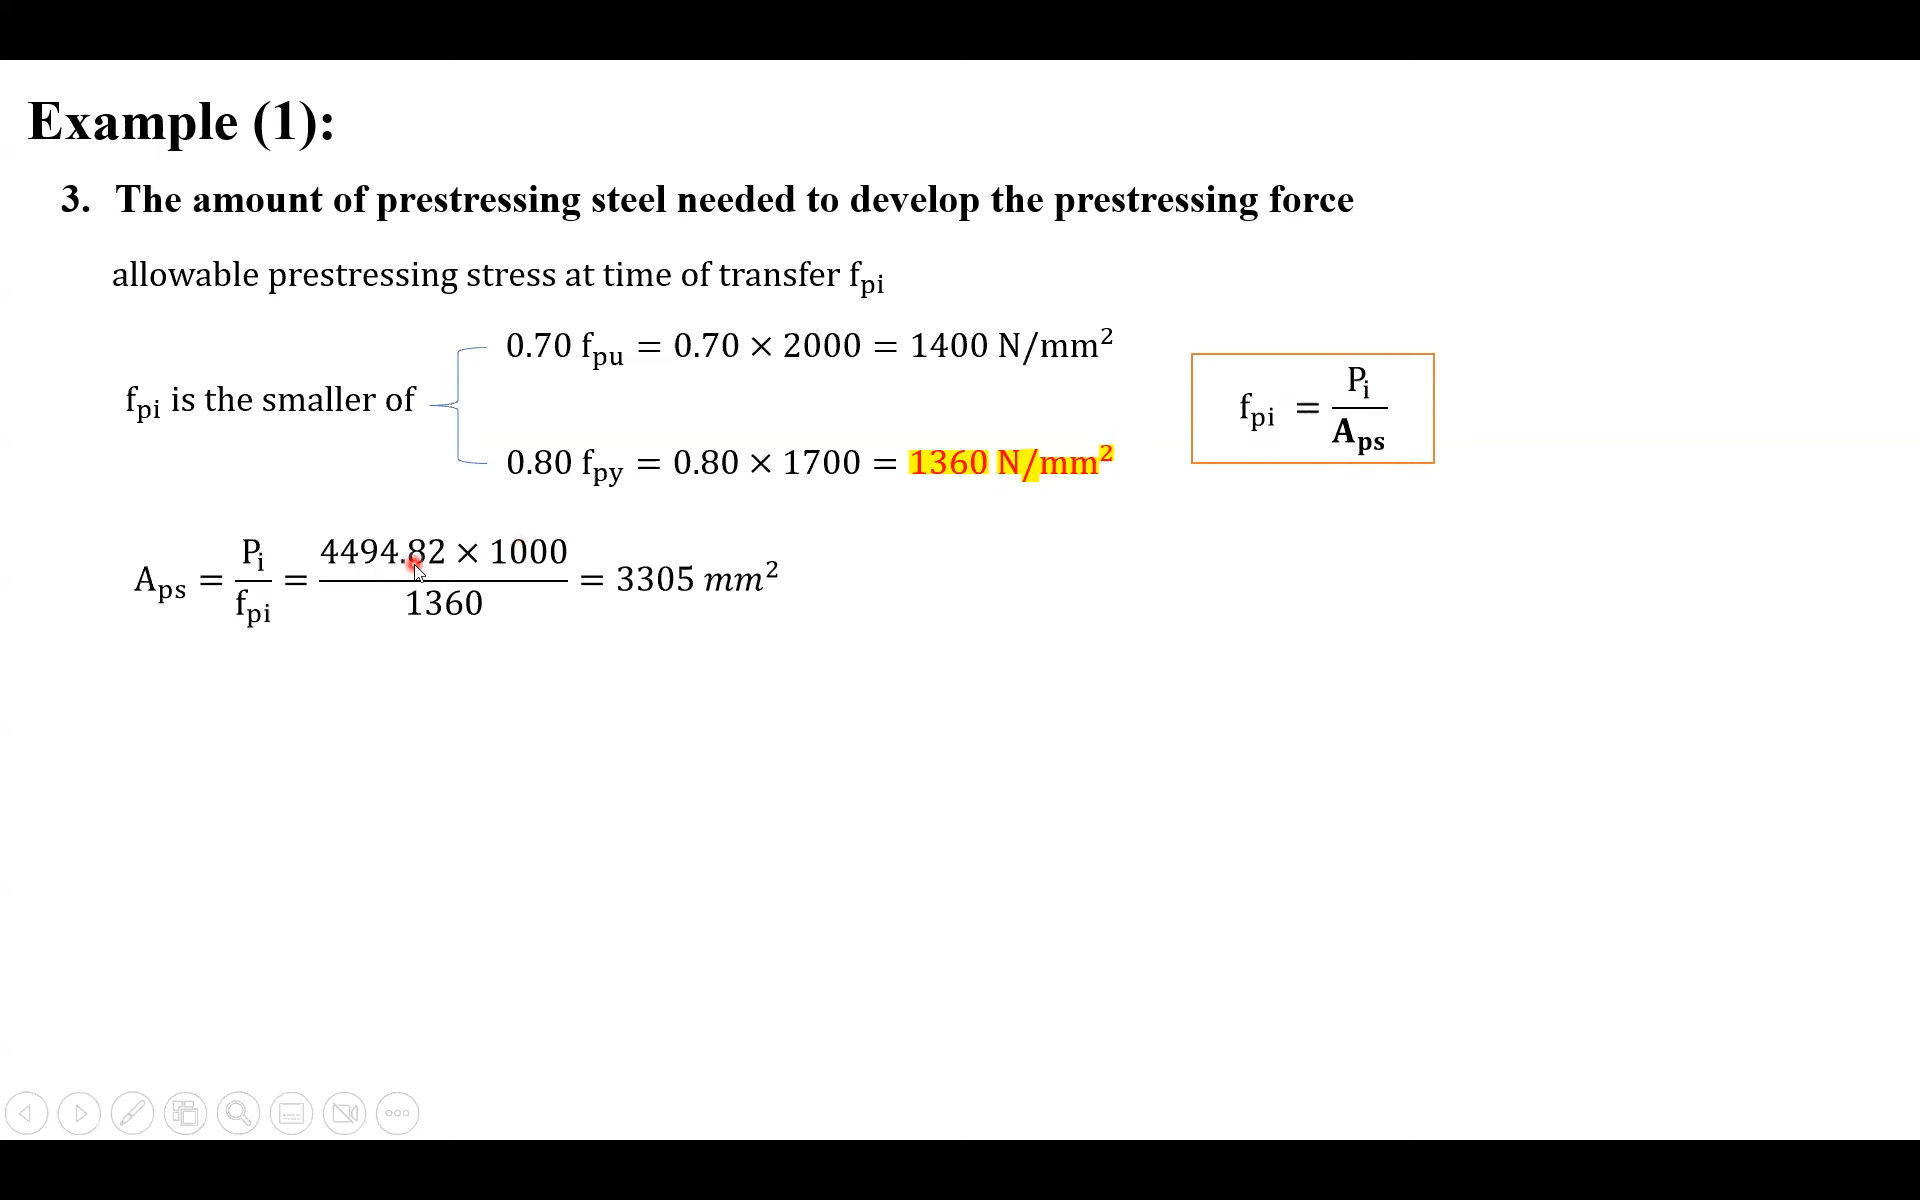 Example (1):
3. The amount of prestressing steel needed to develop the prestressing force
allowable prestressing stress at time of transfer f_pi
0.70 f_pu = 0.70 × 2000 = 1400 N/mm²
f_pi is the smaller of
0.80 f_py = 0.80 × 1700 = 1360 N/mm²
f_pi = P_i / A_ps
A_ps = P_i / f_pi = 4494.82 × 1000 / 1360 = 3305 mm²